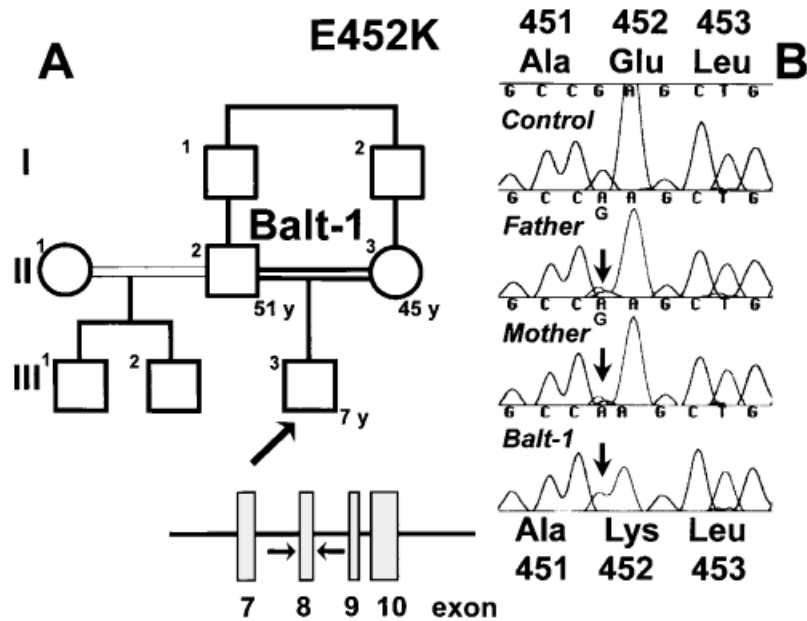 A
E452K
I
1
2
Balt-1
II
1
2
3
51 y
45 y
III
1
2
3
7 y
7 8 9 10 exon
451 452 453
Ala Glu Leu
B
G C C G A G C T G
Control
G C C A A G C T G
G
Father
G C C A A G C T G
G
Mother
G C C A A G C T G
Balt-1
Ala Lys Leu
451 452 453